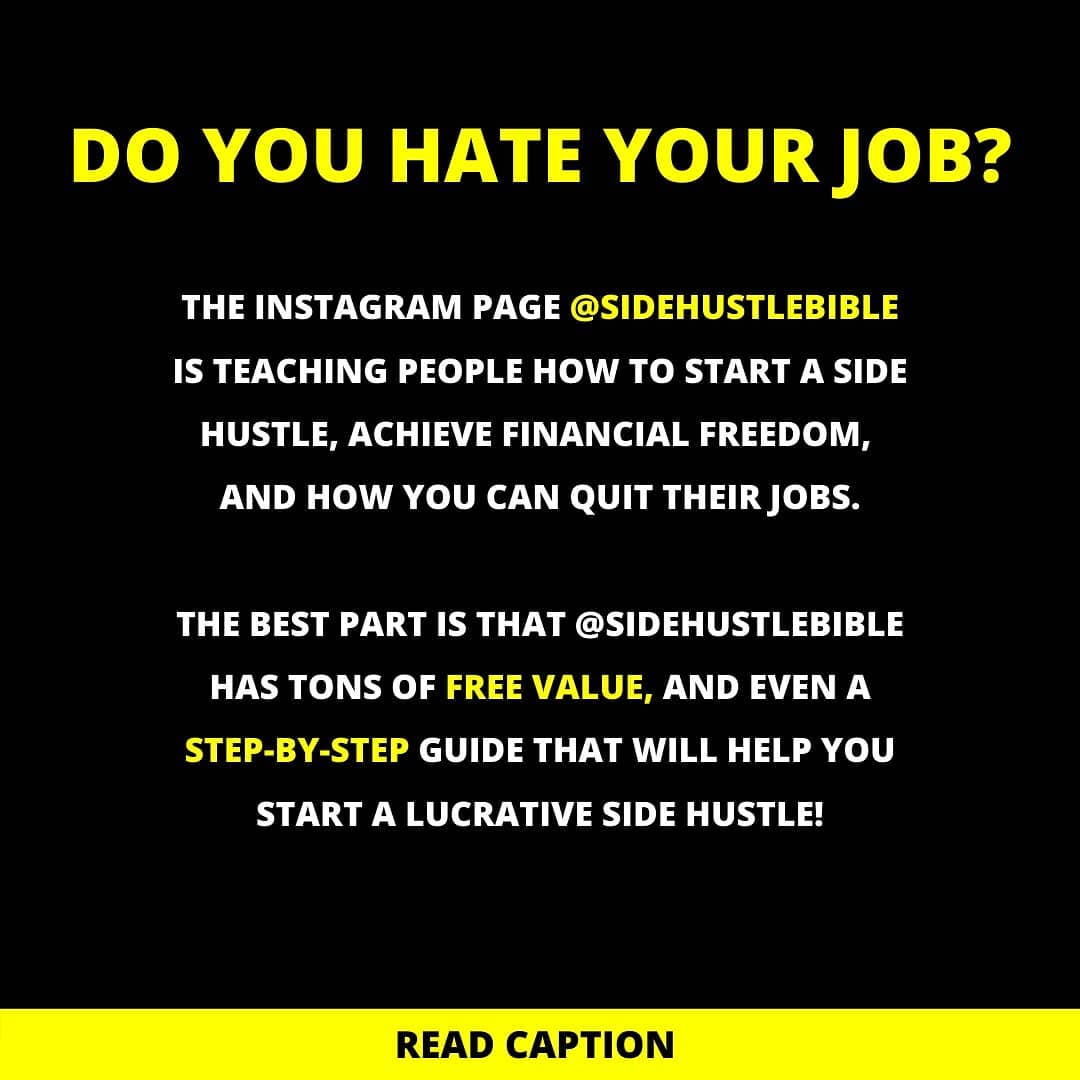 DO YOU HATE YOUR JOB?
THE INSTAGRAM PAGE @SIDEHUSTLEBIBLE
IS TEACHING PEOPLE HOW TO START A SIDE
HUSTLE, ACHIEVE FINANCIAL FREEDOM,
AND HOW YOU CAN QUIT THEIR JOBS.
THE BEST PART IS THAT @SIDEHUSTLEBIBLE
HAS TONS OF FREE VALUE, AND EVEN A
STEP-BY-STEP GUIDE THAT WILL HELP YOU
START A LUCRATIVE SIDE HUSTLE!
READ CAPTION